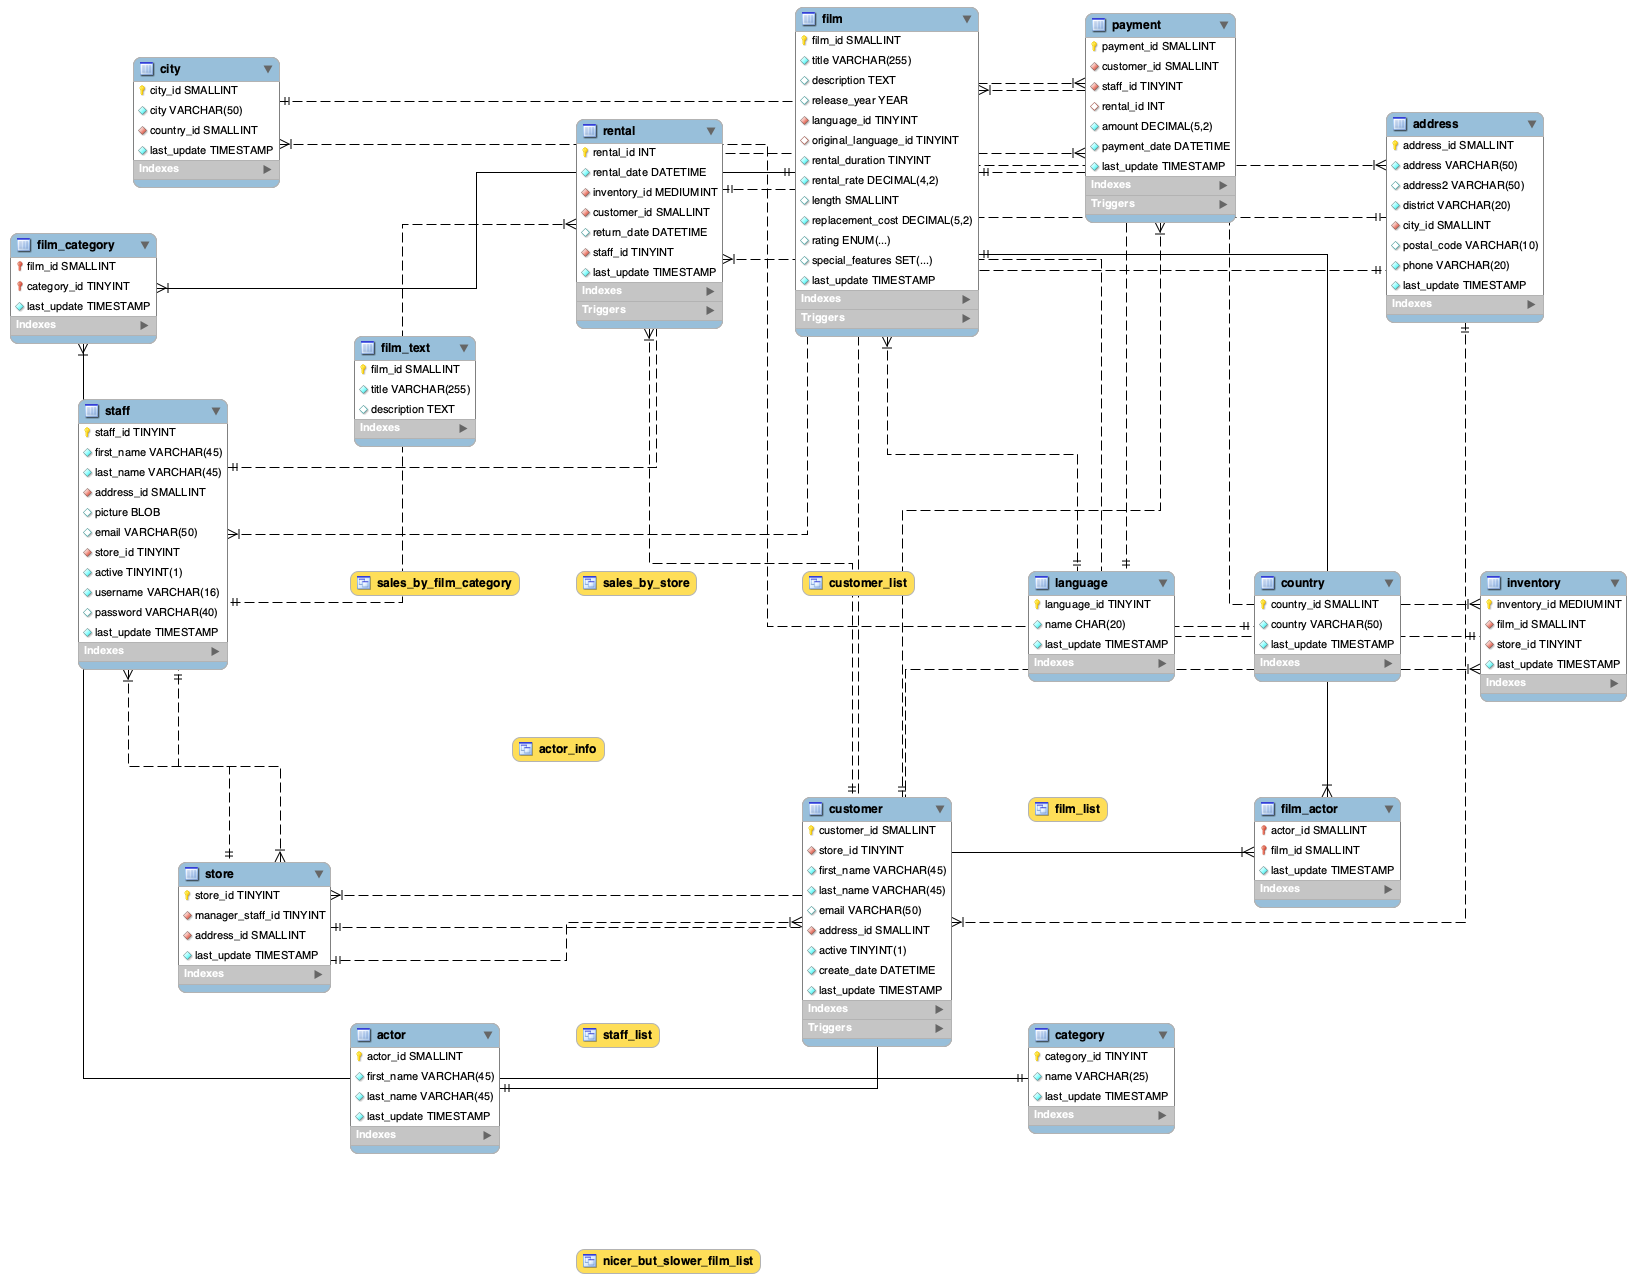 film
film_id SMALLINT
title VARCHAR(255)
description TEXT
release_year YEAR
language_id TINYINT
original_language_id TINYINT
rental_duration TINYINT
rental_rate DECIMAL(4,2)
length SMALLINT
replacement_cost DECIMAL(5,2)
rating ENUM(...)
special_features SET(...)
last_update TIMESTAMP
Indexes
Triggers
payment
payment_id SMALLINT
customer_id SMALLINT
staff_id TINYINT
rental_id INT
amount DECIMAL(5,2)
payment_date DATETIME
last_update TIMESTAMP
Indexes
Triggers
city
city_id SMALLINT
city VARCHAR(50)
country_id SMALLINT
last_update TIMESTAMP
Indexes
rental
rental_id INT
rental_date DATETIME
inventory_id MEDIUMINT
customer_id SMALLINT
return_date DATETIME
staff_id TINYINT
last_update TIMESTAMP
Indexes
Triggers
address
address_id SMALLINT
address VARCHAR(50)
address2 VARCHAR(50)
district VARCHAR(20)
city_id SMALLINT
postal_code VARCHAR(10)
phone VARCHAR(20)
last_update TIMESTAMP
Indexes
film_category
film_id SMALLINT
category_id TINYINT
last_update TIMESTAMP
Indexes
film_text
film_id SMALLINT
title VARCHAR(255)
description TEXT
Indexes
staff
staff_id TINYINT
first_name VARCHAR(45)
last_name VARCHAR(45)
address_id SMALLINT
picture BLOB
email VARCHAR(50)
store_id TINYINT
active TINYINT(1)
username VARCHAR(16)
password VARCHAR(40)
last_update TIMESTAMP
Indexes
sales_by_film_category
sales_by_store
customer_list
language
language_id TINYINT
name CHAR(20)
last_update TIMESTAMP
Indexes
country
country_id SMALLINT
country VARCHAR(50)
last_update TIMESTAMP
Indexes
inventory
inventory_id MEDIUMINT
film_id SMALLINT
store_id TINYINT
last_update TIMESTAMP
Indexes
actor_info
customer
customer_id SMALLINT
store_id TINYINT
first_name VARCHAR(45)
last_name VARCHAR(45)
email VARCHAR(50)
address_id SMALLINT
active TINYINT(1)
create_date DATETIME
last_update TIMESTAMP
Indexes
Triggers
film_list
film_actor
actor_id SMALLINT
film_id SMALLINT
last_update TIMESTAMP
Indexes
store
store_id TINYINT
manager_staff_id TINYINT
address_id SMALLINT
last_update TIMESTAMP
Indexes
actor
actor_id SMALLINT
first_name VARCHAR(45)
last_name VARCHAR(45)
last_update TIMESTAMP
Indexes
staff_list
category
category_id TINYINT
name VARCHAR(25)
last_update TIMESTAMP
Indexes
nicer_but_slower_film_list